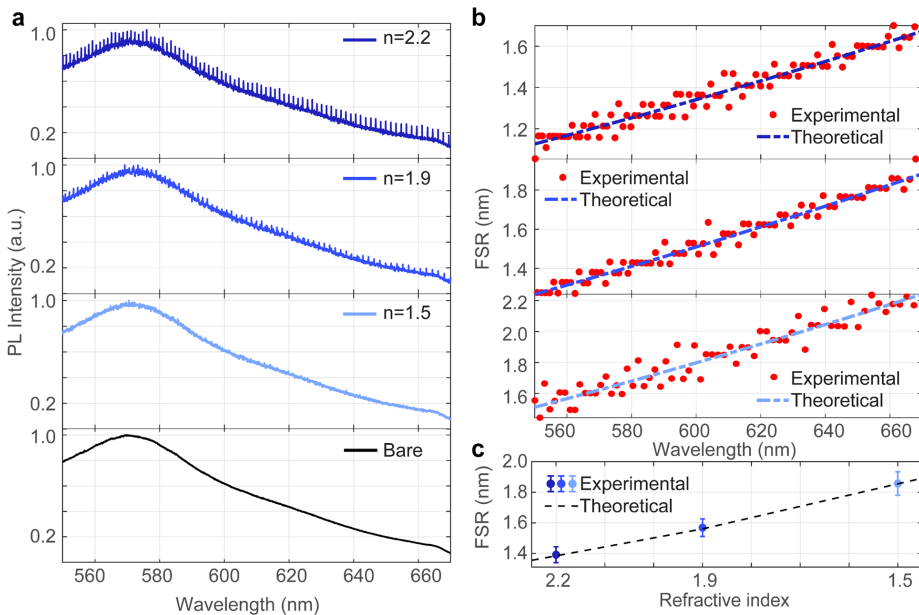 a
1.0
0.2
n=2.2
1.0
0.2
n=1.9
1.0
0.2
n=1.5
1.0
0.2
Bare
PL Intensity (a.u.)
560 580 600 620 640 660
Wavelength (nm)
b
1.6
1.4
1.2
Experimental
Theoretical
1.8
1.6
1.4
Experimental
Theoretical
2.2
2.0
1.8
1.6
Experimental
Theoretical
FSR (nm)
560 580 600 620 640 660
Wavelength (nm)
c
2.0
1.8
1.6
1.4
FSR (nm)
Experimental
Theoretical
2.2 1.9 1.5
Refractive index